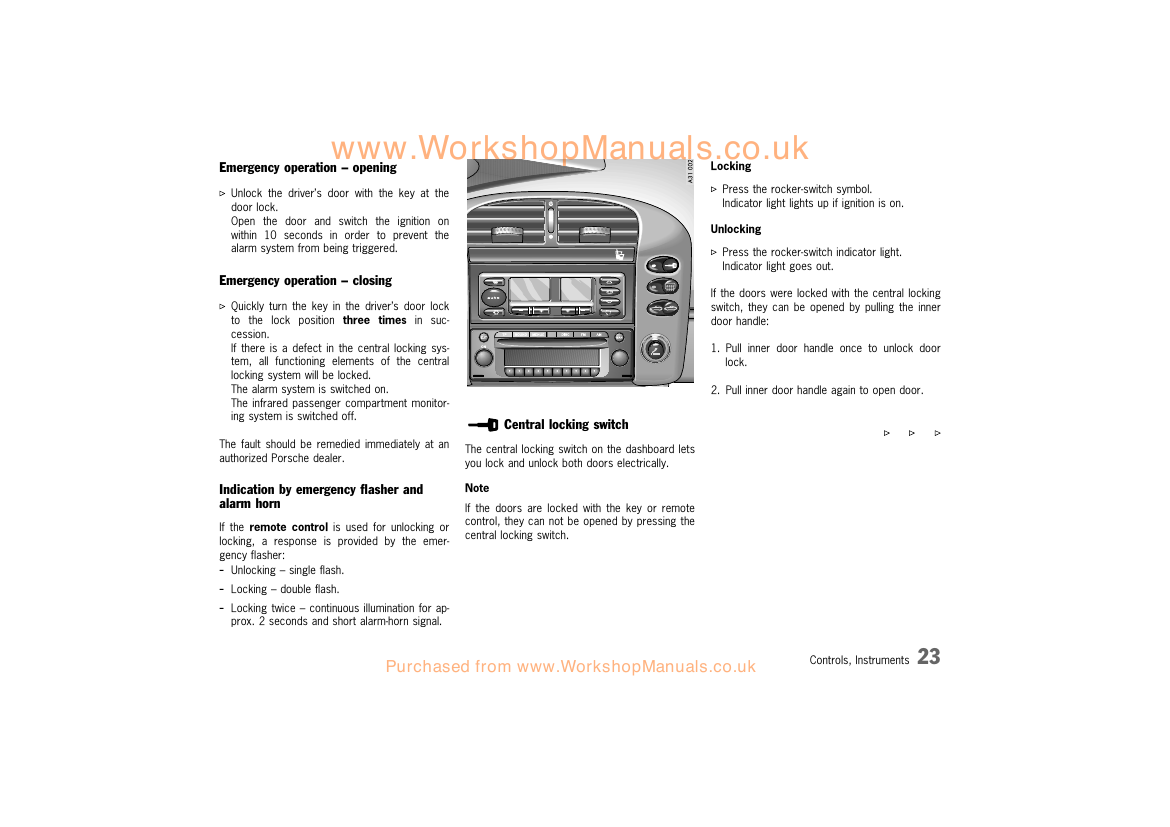 www.WorkshopManuals.co.uk
Emergency operation – opening
▷ Unlock the driver's door with the key at the
door lock.
Open the door and switch the ignition on
within 10 seconds in order to prevent the
alarm system from being triggered.
Emergency operation – closing
▷ Quickly turn the key in the driver's door lock
to the lock position three times in suc-
cession.
If there is a defect in the central locking sys-
tem, all functioning elements of the central
locking system will be locked.
The alarm system is switched on.
The infrared passenger compartment monitor-
ing system is switched off.
The fault should be remedied immediately at an
authorized Porsche dealer.
Indication by emergency flasher and
alarm horn
If the remote control is used for unlocking or
locking, a response is provided by the emer-
gency flasher:
- Unlocking – single flash.
- Locking – double flash.
- Locking twice – continuous illumination for ap-
prox. 2 seconds and short alarm-horn signal.
A31 002
AUTO
Central locking switch
The central locking switch on the dashboard lets
you lock and unlock both doors electrically.
Note
If the doors are locked with the key or remote
control, they can not be opened by pressing the
central locking switch.
Locking
▷ Press the rocker-switch symbol.
Indicator light lights up if ignition is on.
Unlocking
▷ Press the rocker-switch indicator light.
Indicator light goes out.
If the doors were locked with the central locking
switch, they can be opened by pulling the inner
door handle:
1. Pull inner door handle once to unlock door
lock.
2. Pull inner door handle again to open door.
▷ ▷ ▷
Controls, Instruments 23
Purchased from www.WorkshopManuals.co.uk